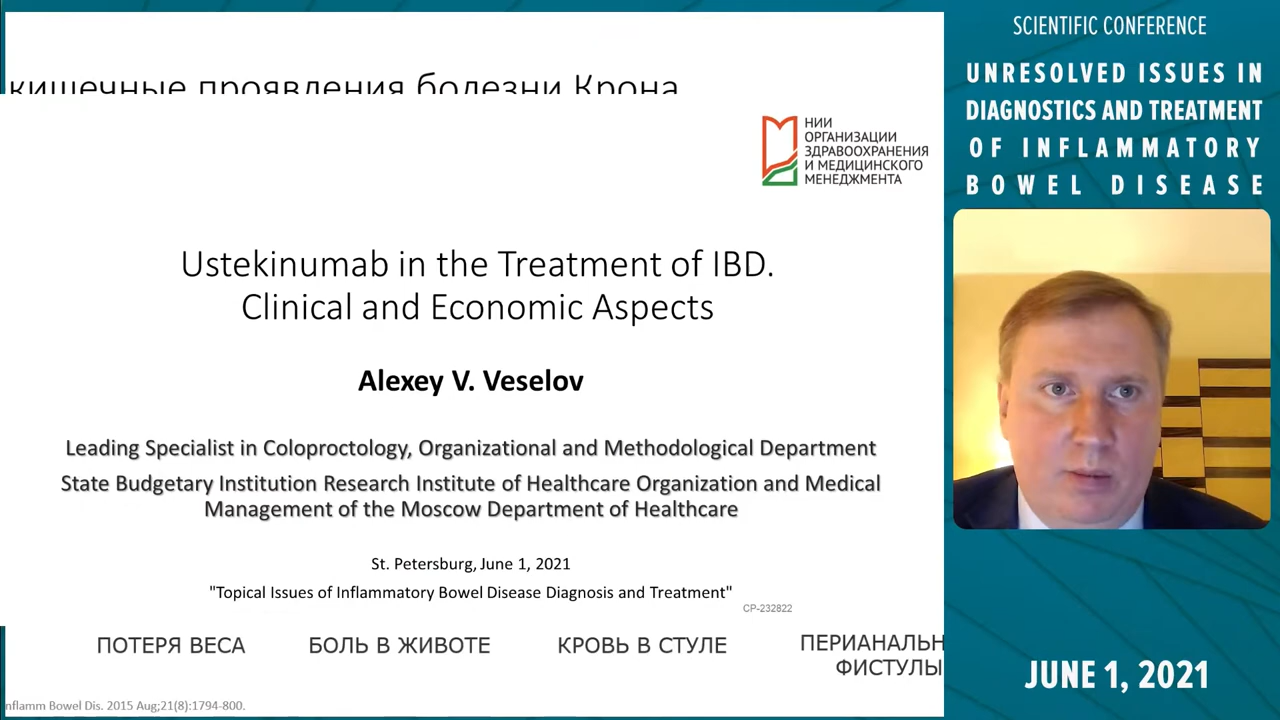 кишечные проявления болезни Крона
НИИ
ОРГАНИЗАЦИИ
ЗДРАВООХРАНЕНИЯ
И МЕДИЦИНСКОГО
МЕНЕДЖМЕНТА
Ustekinumab in the Treatment of IBD.
Clinical and Economic Aspects
Alexey V. Veselov
Leading Specialist in Coloproctology, Organizational and Methodological Department
State Budgetary Institution Research Institute of Healthcare Organization and Medical
Management of the Moscow Department of Healthcare
St. Petersburg, June 1, 2021
"Topical Issues of Inflammatory Bowel Disease Diagnosis and Treatment"
CP-232822
ПОТЕРЯ ВЕСА
БОЛЬ В ЖИВОТЕ
КРОВЬ В СТУЛЕ
ПЕРИАНАЛЬН
ФИСТУЛЫ
nflamm Bowel Dis. 2015 Aug;21(8):1794-800.
SCIENTIFIC CONFERENCE
UNRESOLVED ISSUES IN
DIAGNOSTICS AND TREATMENT
OF INFLAMMATORY
BOWEL DISEASE
JUNE 1, 2021